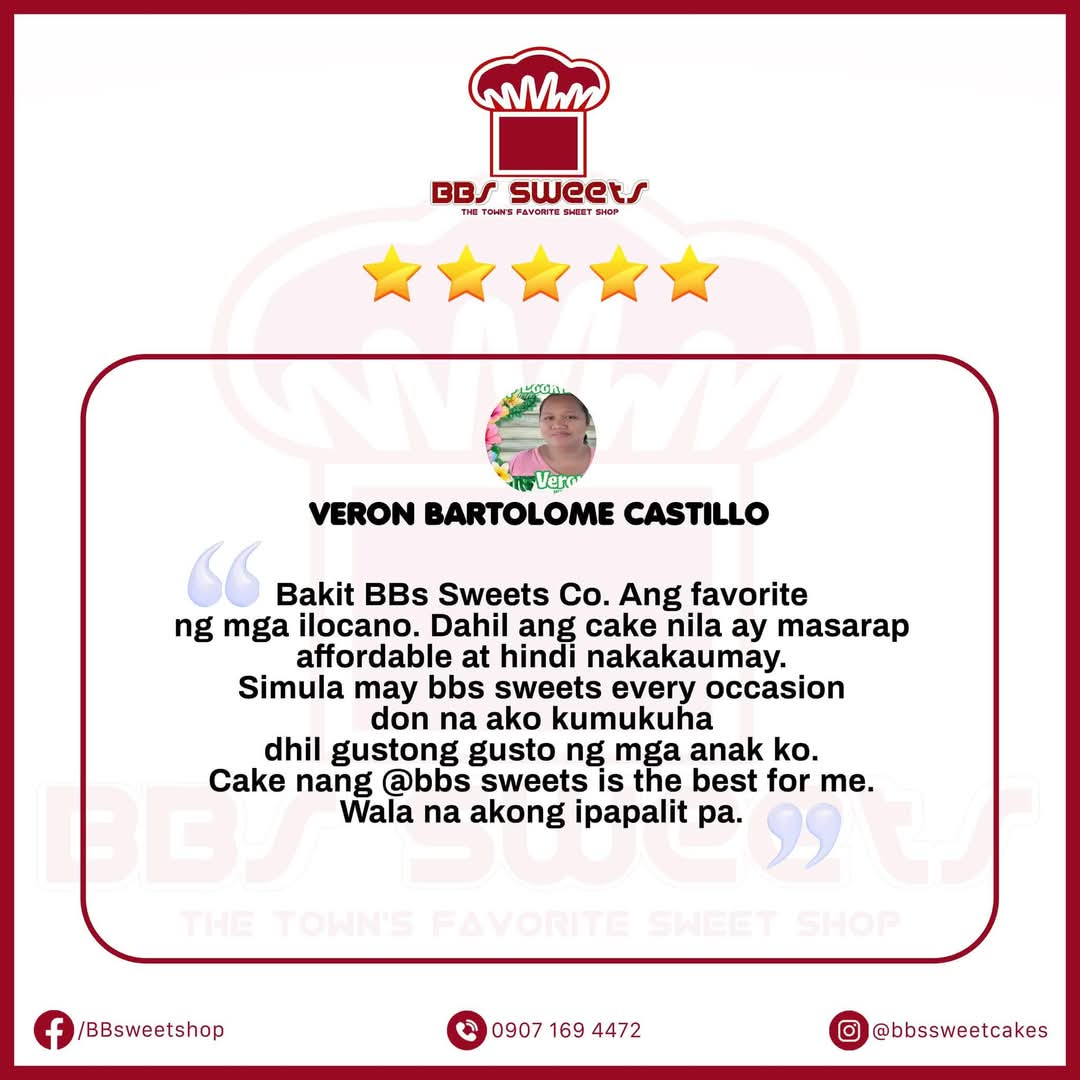 BBS SWEETS
THE TOWN'S FAVORITE SWEET SHOP
VERON BARTOLOME CASTILLO
Bakit BBs Sweets Co. Ang favorite
ng mga ilocano. Dahil ang cake nila ay masarap
affordable at hindi nakakaumay.
Simula may bbs sweets every occasion
don na ako kumukuha
dhil gustong gusto ng mga anak ko.
Cake nang @bbs sweets is the best for me.
Wala na akong ipapalit pa.
BBS SWEETS
THE TOWN'S FAVORITE SWEET SHOP
/BBsweetshop
0907 169 4472
@bbssweetcakes